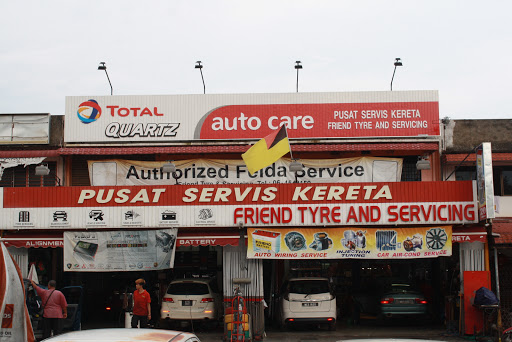 TOTAL
QUARTZ
auto care
PUSAT SERVIS KERETA
FRIEND TYRE AND SERVICING
Authorized Felda Service
PUSAT SERVIS KERETA
FRIEND TYRE AND SERVICING
ALIGNMENT
BATTERY
KERETA
AUTO WIRING SERVICE
INJECTION
TUNING
CAR AIR-COND SERVICE